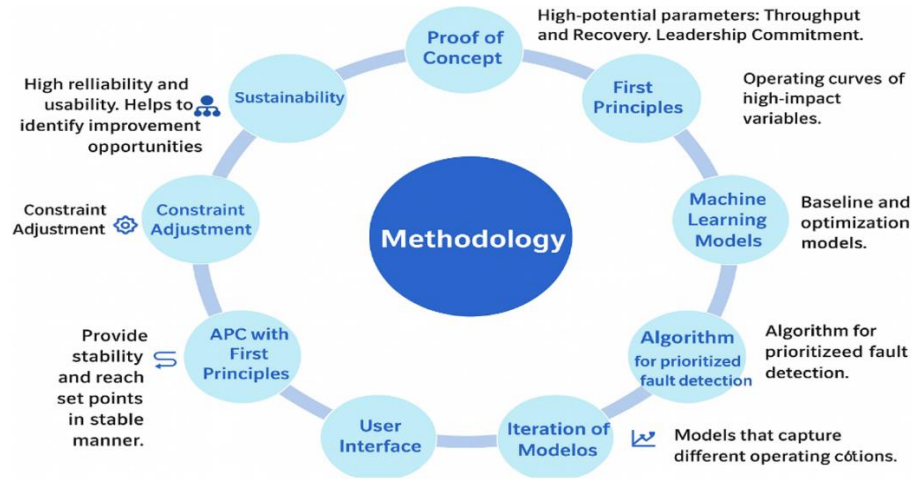 High-potential parameters: Throughput
and Recovery. Leadership Commitment.
Proof of
Concept
First
Principles
Operating curves of
high-impact
variables.
Machine
Learning
Models
Baseline and
optimization
models.
Algorithm
for prioritized
fault detection
Algorithm for
prioritizeed fault
detection.
Iteration of
Modelos
Models that capture
different operating cótions.
User
Interface
APC with
First
Principles
Provide
stability
and reach
set points
in stable
manner.
Constraint
Adjustment
Constraint
Adjustment
Sustainability
High relliability and
usability. Helps to
identify improvement
opportunities
Methodology